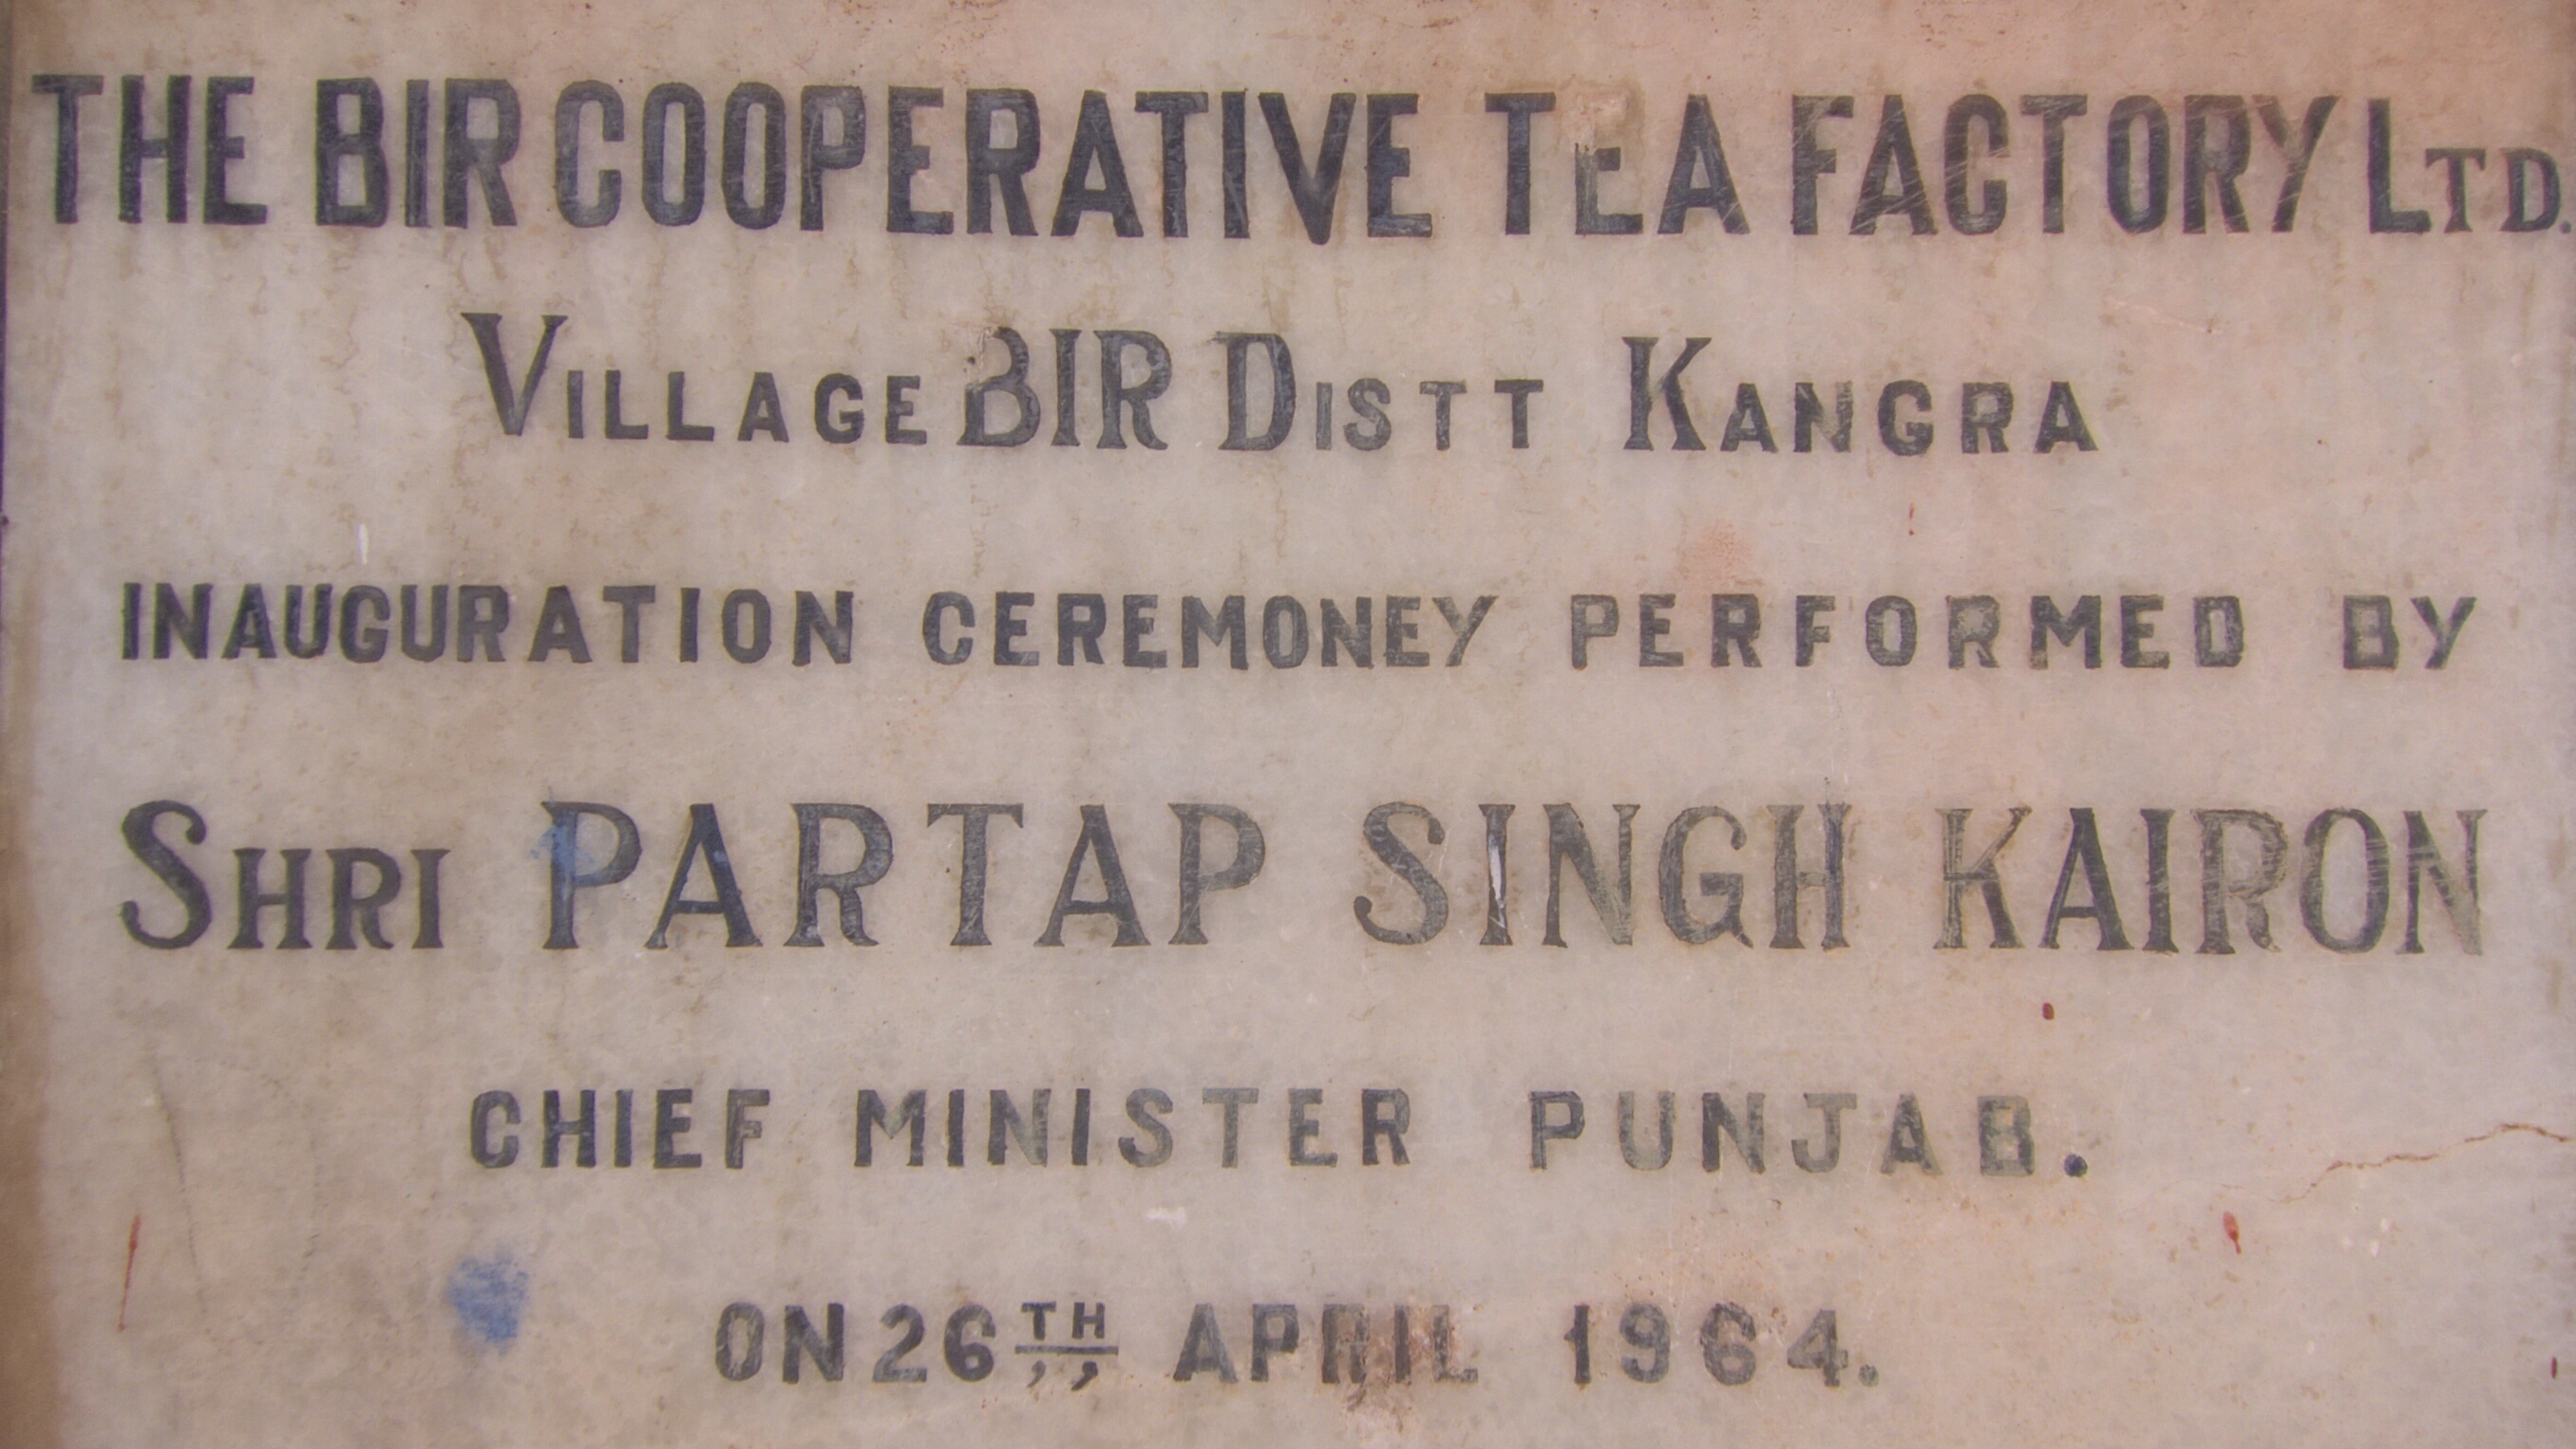 THE BIR COOPERATIVE TEA FACTORY LTD.
VILLAGE BIR DISTT KANGRA
INAUGURATION CEREMONEY PERFORMED BY
SHRI PARTAP SINGH KAIRON
CHIEF MINISTER PUNJAB.
ON 26TH,, APRIL 1964.